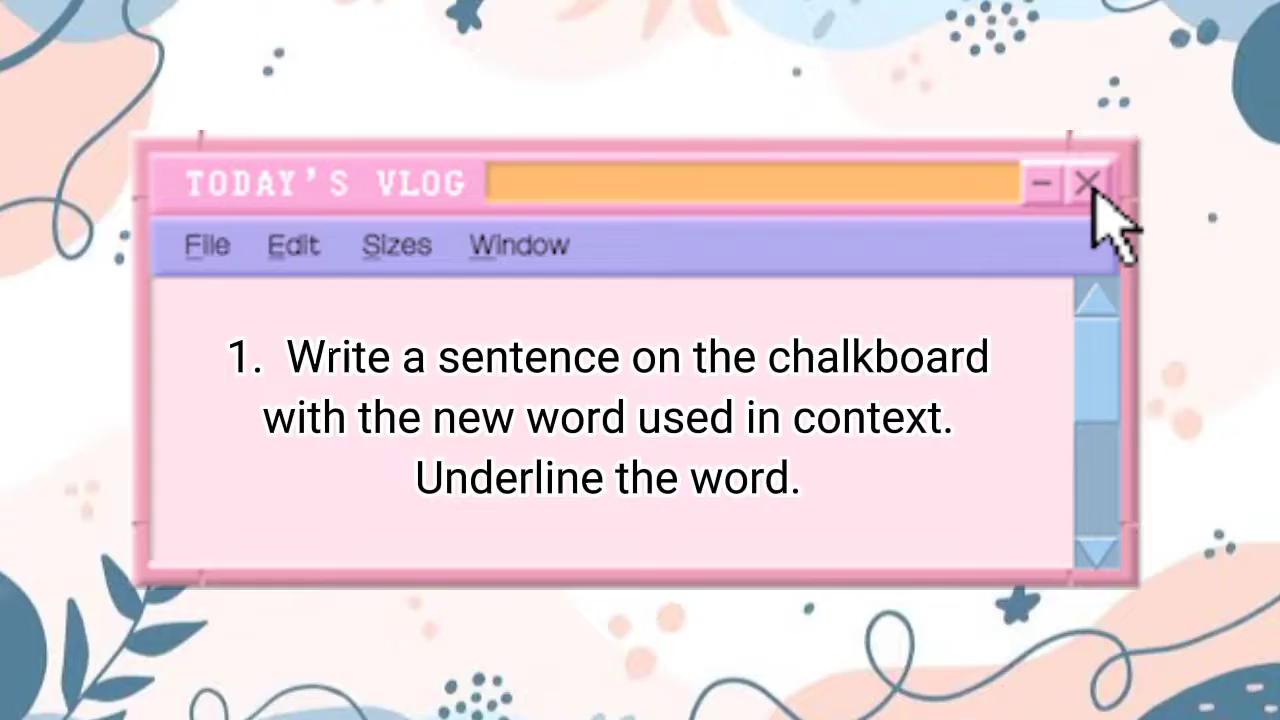 TODAY'S VLOG
File Edit Sizes Window
1. Write a sentence on the chalkboard
with the new word used in context.
Underline the word.